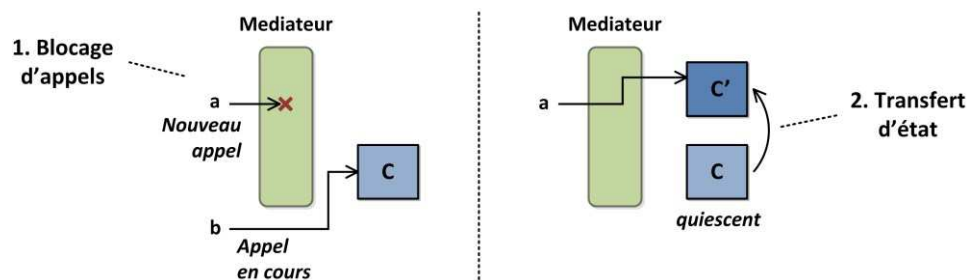 Mediateur
1. Blocage
d'appels
a
Nouveau
appel
C
b
Appel
en cours
Mediateur
a
C'
2. Transfert
d'état
C
quiescent